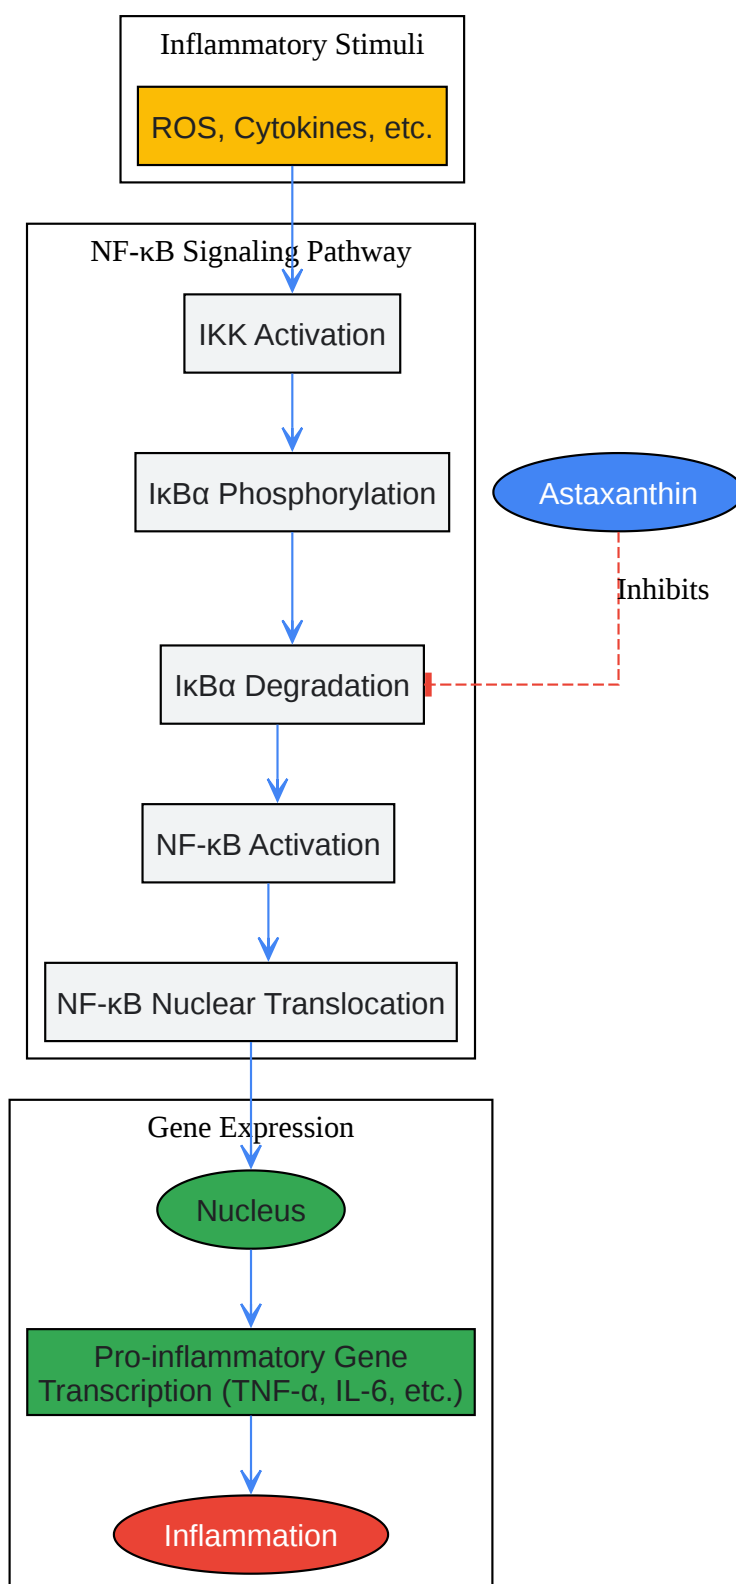 Inflammatory Stimuli
ROS, Cytokines, etc.
NF-κB Signaling Pathway
IKK Activation
IκBα Phosphorylation
Astaxanthin
Inhibits
IκBα Degradation
NF-κB Activation
NF-κB Nuclear Translocation
Gene Expression
Nucleus
Pro-inflammatory Gene
Transcription (TNF-α, IL-6, etc.)
Inflammation